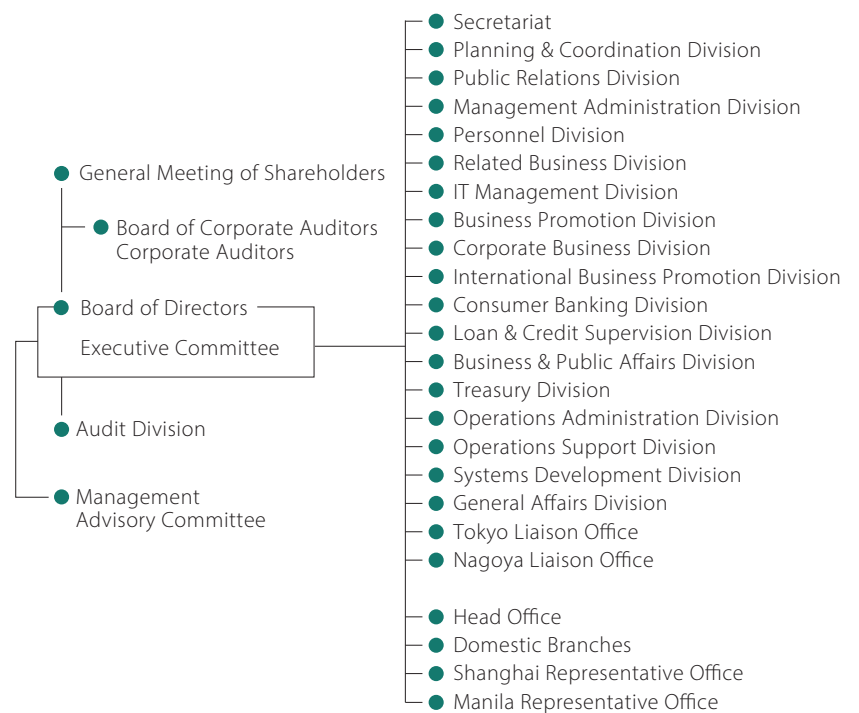 General Meeting of Shareholders
Board of Corporate Auditors
Corporate Auditors
Board of Directors
Executive Committee
Audit Division
Management
Advisory Committee
Secretariat
Planning & Coordination Division
Public Relations Division
Management Administration Division
Personnel Division
Related Business Division
IT Management Division
Business Promotion Division
Corporate Business Division
International Business Promotion Division
Consumer Banking Division
Loan & Credit Supervision Division
Business & Public Affairs Division
Treasury Division
Operations Administration Division
Operations Support Division
Systems Development Division
General Affairs Division
Tokyo Liaison Office
Nagoya Liaison Office
Head Office
Domestic Branches
Shanghai Representative Office
Manila Representative Office